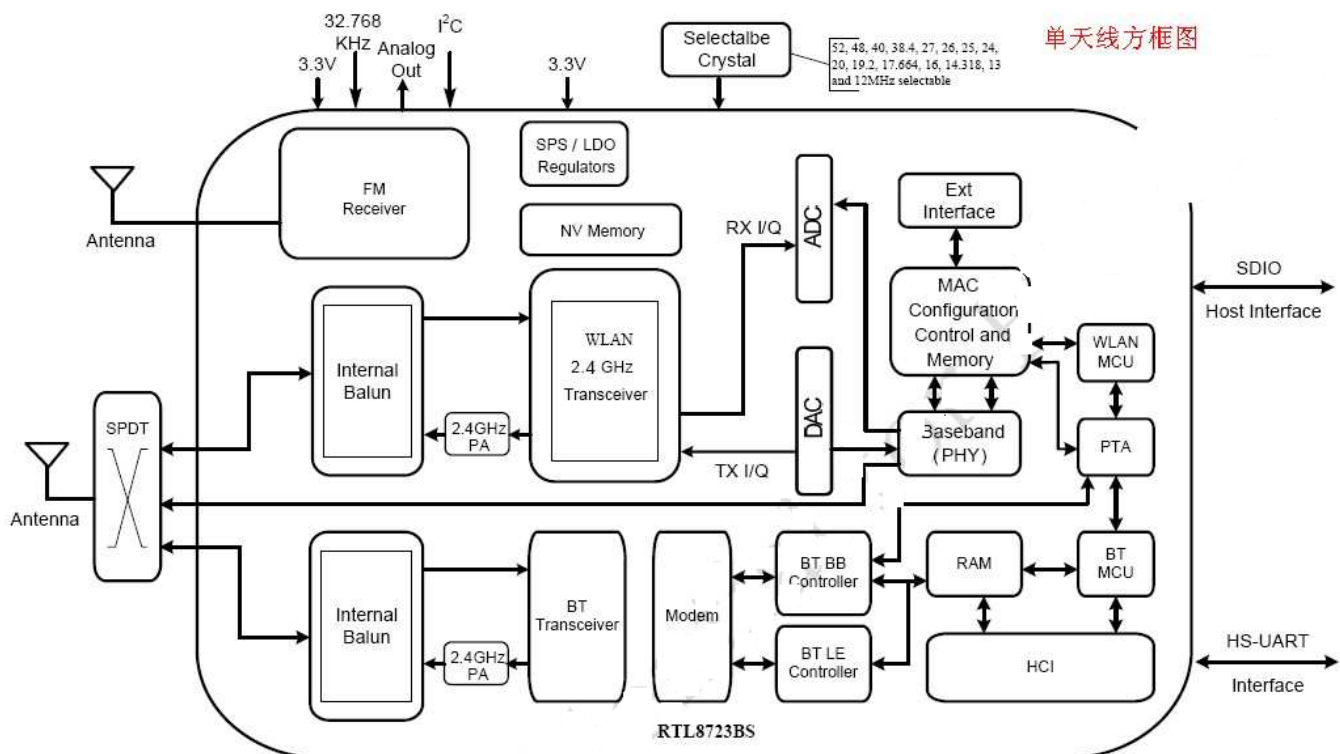 单天线方框图
32.768
KHz
I²C
Analog
Out
3.3V
3.3V
Selectalbe
Crystal
52, 48, 40, 38.4, 27, 26, 25, 24,
20, 19.2, 17.664, 16, 14.318, 13
and 12MHz selectable
SPS / LDO
Regulators
FM
Receiver
Antenna
NV Memory
RX I/Q
ADC
Ext
Interface
SDIO
Host Interface
MAC
Configuration
Control and
Memory
WLAN
MCU
Internal
Balun
WLAN
2.4 GHz
Transceiver
2.4GHz
PA
DAC
TX I/Q
Baseband
(PHY)
PTA
SPDT
Antenna
Internal
Balun
BT
Transceiver
2.4GHz
PA
Modem
BT BB
Controller
BT LE
Controller
RAM
BT
MCU
HCI
HS-UART
Interface
RTL8723BS